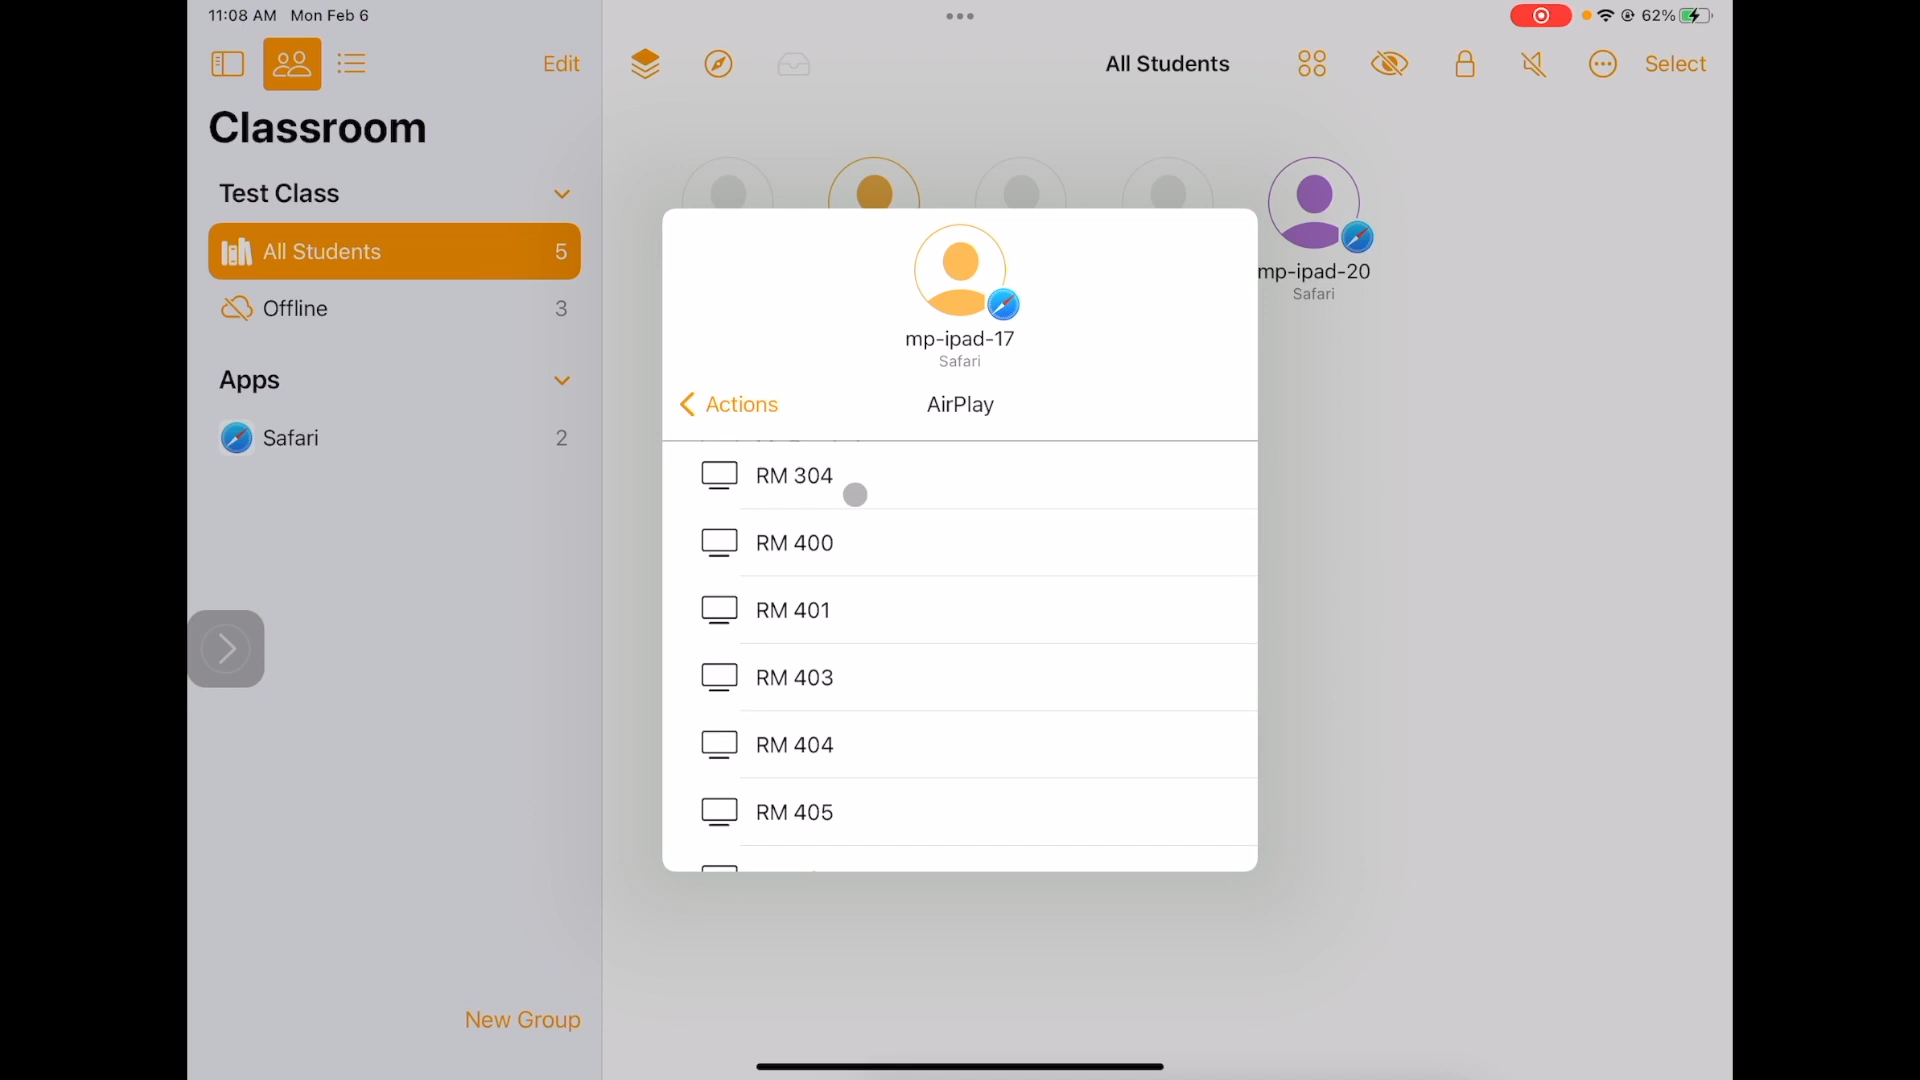 11:08 AM Mon Feb 6
62%
Edit
All Students
Select
Classroom
Test Class
All Students 5
Offline 3
Apps
Safari 2
New Group
mp-ipad-20
Safari
mp-ipad-17
Safari
Actions
AirPlay
RM 304
RM 400
RM 401
RM 403
RM 404
RM 405